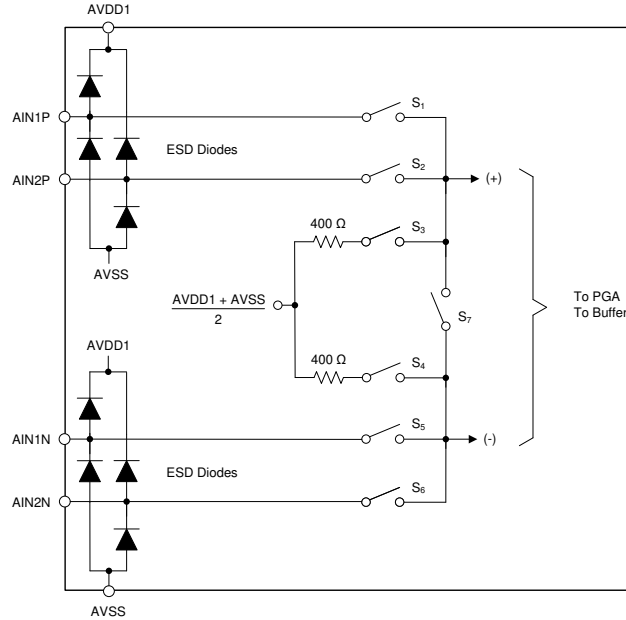 AVDD1
AIN1P
S1
ESD Diodes
S2
AIN2P
(+)
400 Ω
S3
AVSS
AVDD1 + AVSS
2
To PGA
To Buffer
S7
AVDD1
400 Ω
S4
AIN1N
S5
(-)
ESD Diodes
S6
AIN2N
AVSS